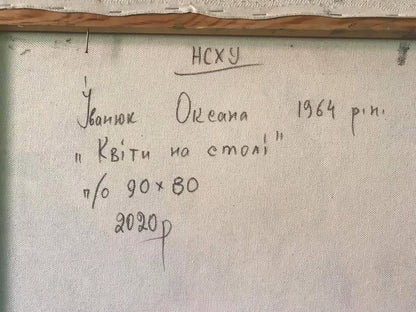 НСХУ
Іванюк Оксана 1964 р.н.
"Квіти на столі"
п/о 90×80
2020р